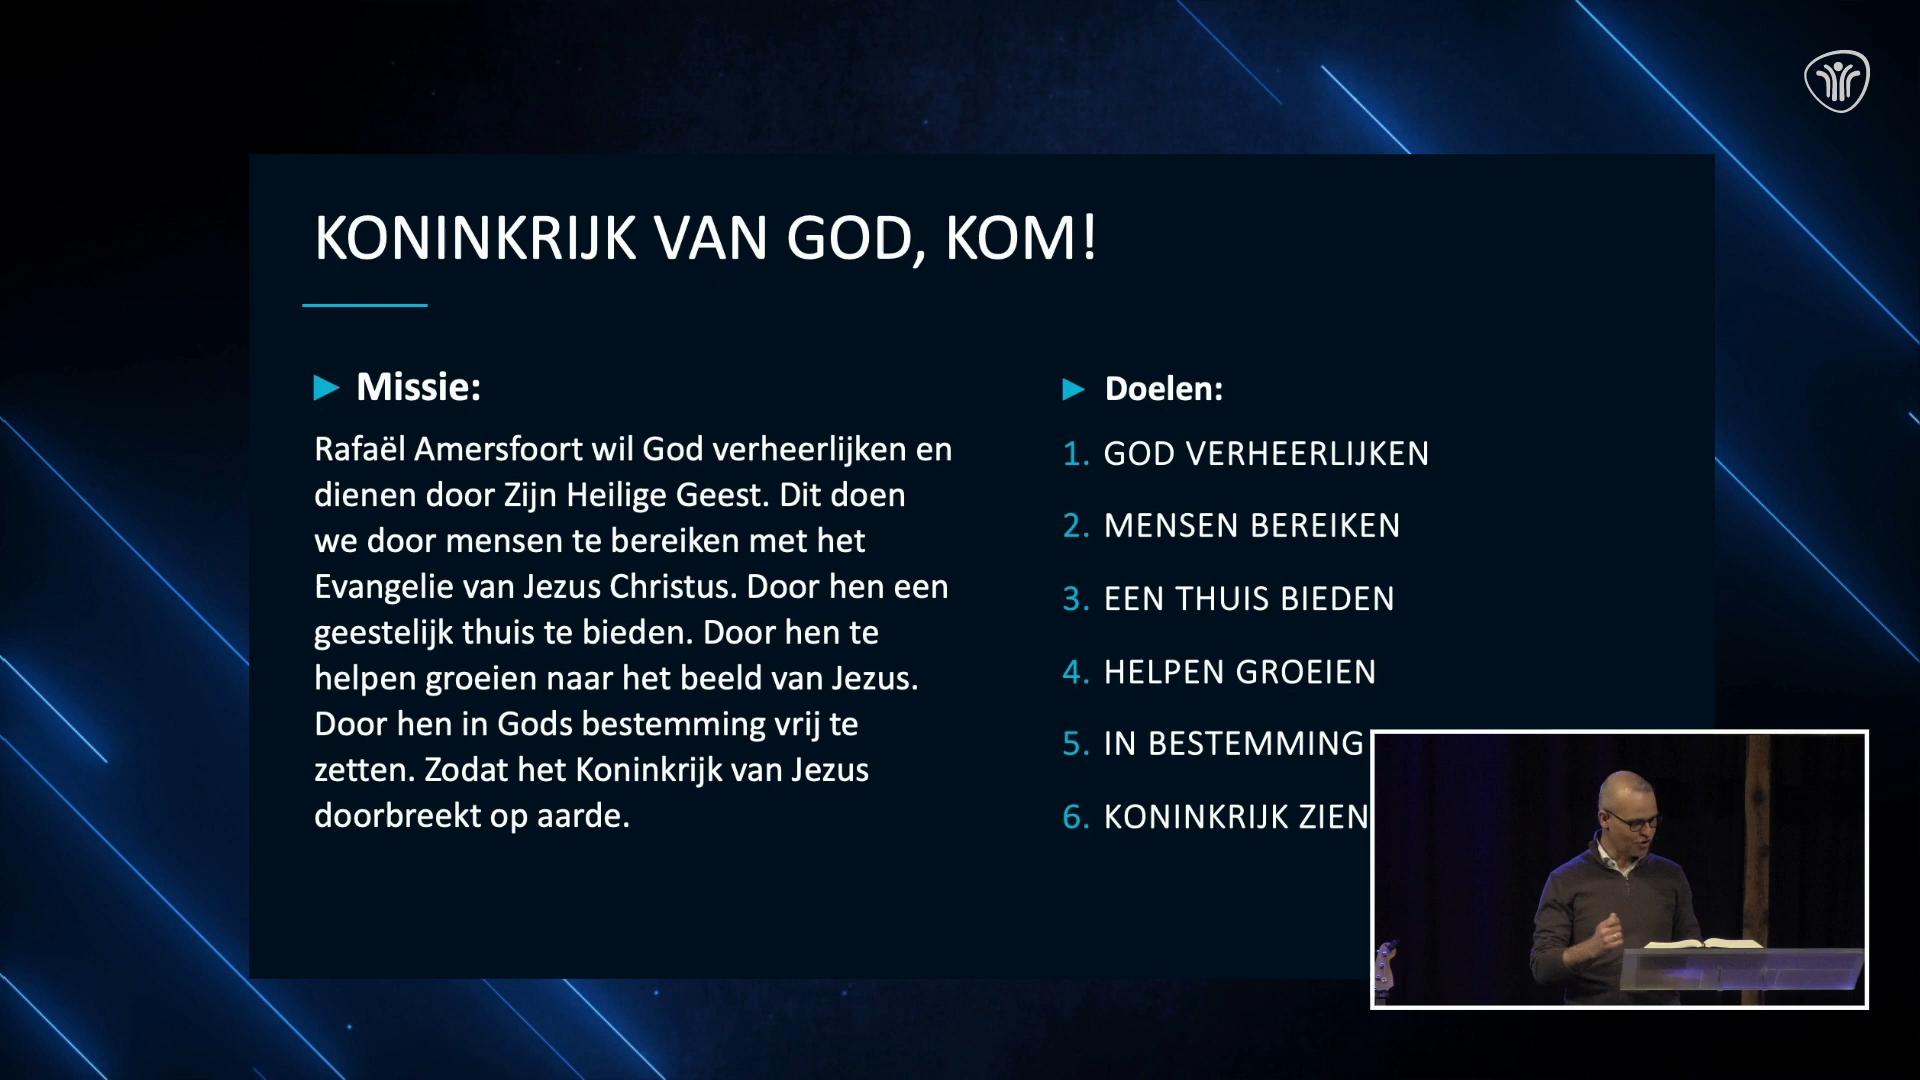 KONINKRIJK VAN GOD, KOM!
► Missie:
Rafaël Amersfoort wil God verheerlijken en
dienen door Zijn Heilige Geest. Dit doen
we door mensen te bereiken met het
Evangelie van Jezus Christus. Door hen een
geestelijk thuis te bieden. Door hen te
helpen groeien naar het beeld van Jezus.
Door hen in Gods bestemming vrij te
zetten. Zodat het Koninkrijk van Jezus
doorbreekt op aarde.
► Doelen:
1. GOD VERHEERLIJKEN
2. MENSEN BEREIKEN
3. EEN THUIS BIEDEN
4. HELPEN GROEIEN
5. IN BESTEMMING
6. KONINKRIJK ZIEN